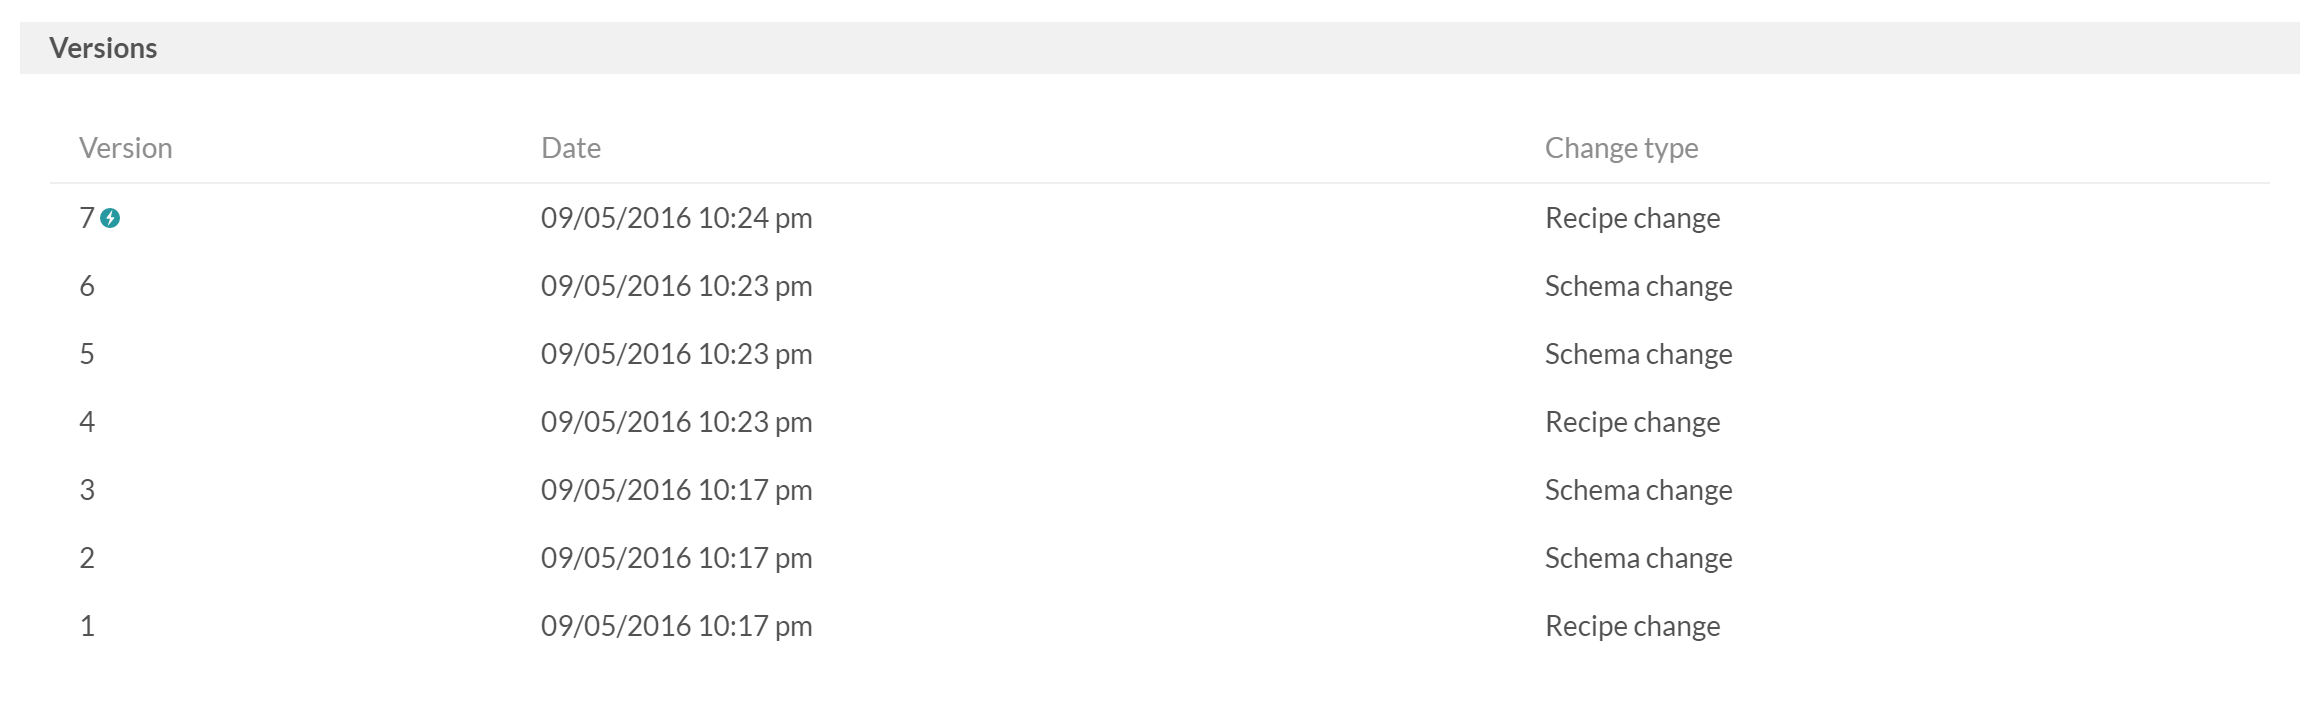 Versions
Version Date Change type
7 09/05/2016 10:24 pm Recipe change
6 09/05/2016 10:23 pm Schema change
5 09/05/2016 10:23 pm Schema change
4 09/05/2016 10:23 pm Recipe change
3 09/05/2016 10:17 pm Schema change
2 09/05/2016 10:17 pm Schema change
1 09/05/2016 10:17 pm Recipe change